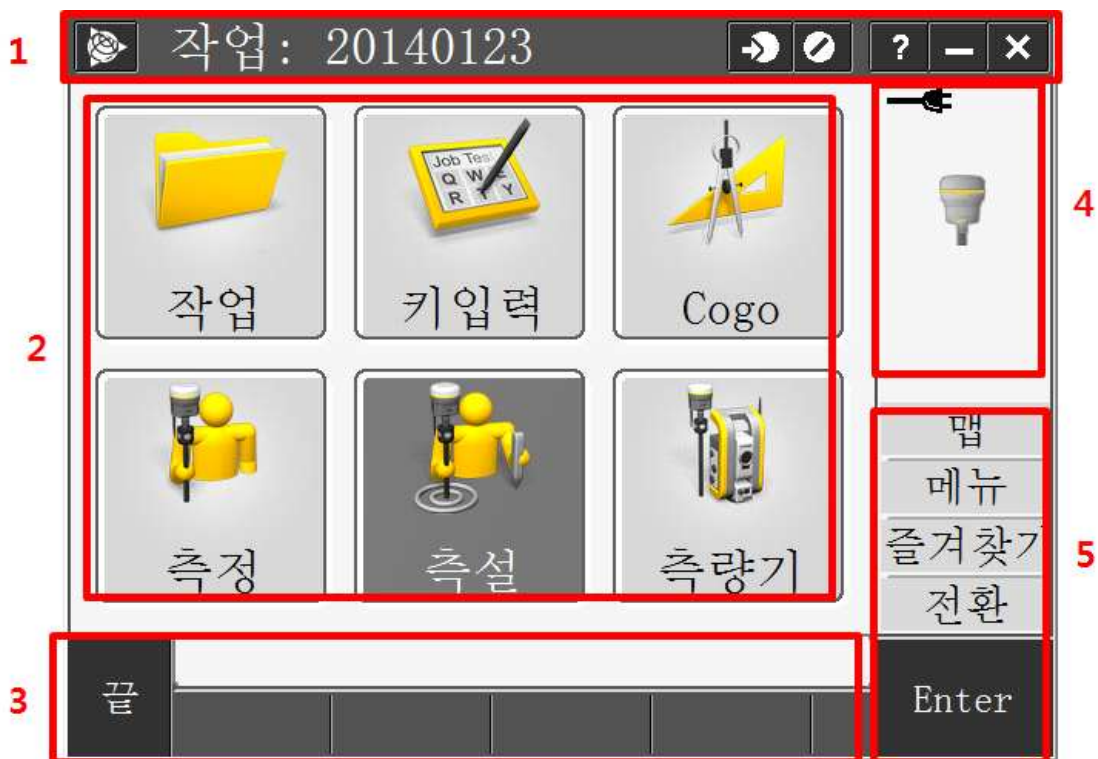 1
작업: 20140123
?
Job Tes
Q W E
R T Y
작업
키입력
Cogo
4
2
측정
측설
측량기
맵
메뉴
즐겨찾기
전환
5
3
끝
Enter